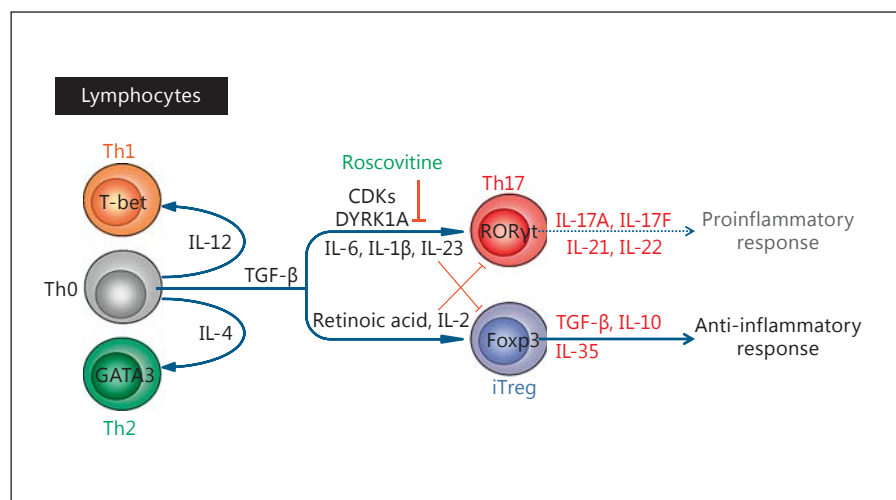 Lymphocytes
Th1
T-bet
IL-12
Th0
TGF-β
IL-4
GATA3
Th2
Roscovitine
CDKs
DYRK1A
IL-6, IL-1β, IL-23
Retinoic acid, IL-2
Th17
RORγt
IL-17A, IL-17F
IL-21, IL-22
Proinflammatory
response
Foxp3
iTreg
TGF-β, IL-10
IL-35
Anti-inflammatory
response